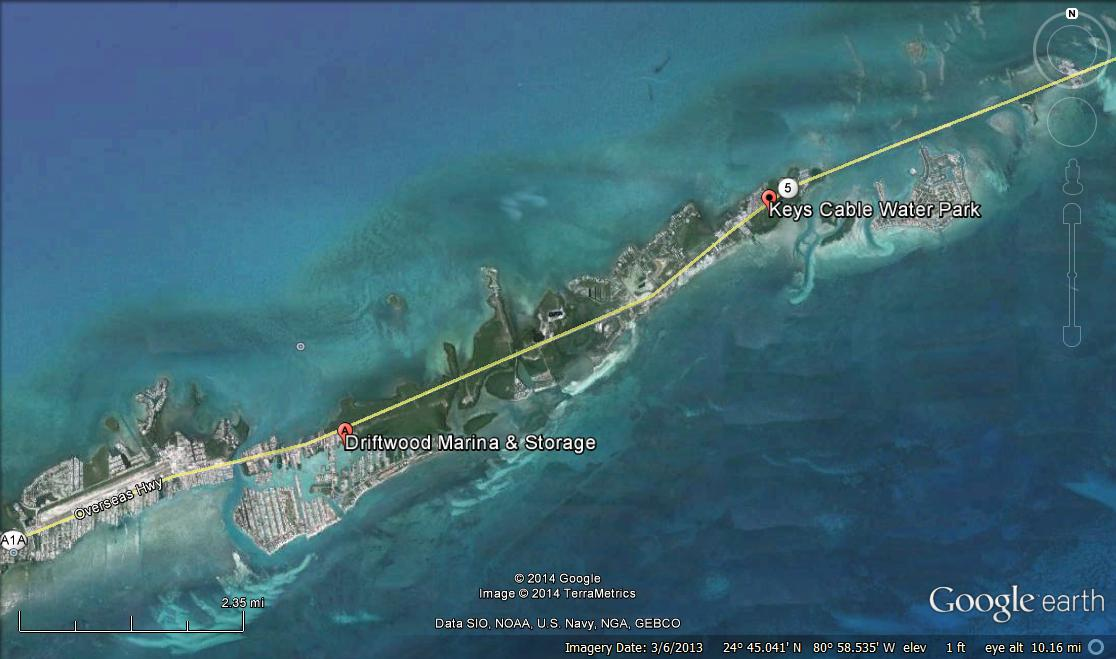 N
5
Keys Cable Water Park
A
Driftwood Marina & Storage
Overseas Hwy
A1A
2.35 mi
© 2014 Google
Image © 2014 TerraMetrics
Data SIO, NOAA, U.S. Navy, NGA, GEBCO
Google earth
Imagery Date: 3/6/2013 24° 45.041' N 80° 58.535' W elev 1 ft eye alt 10.16 mi